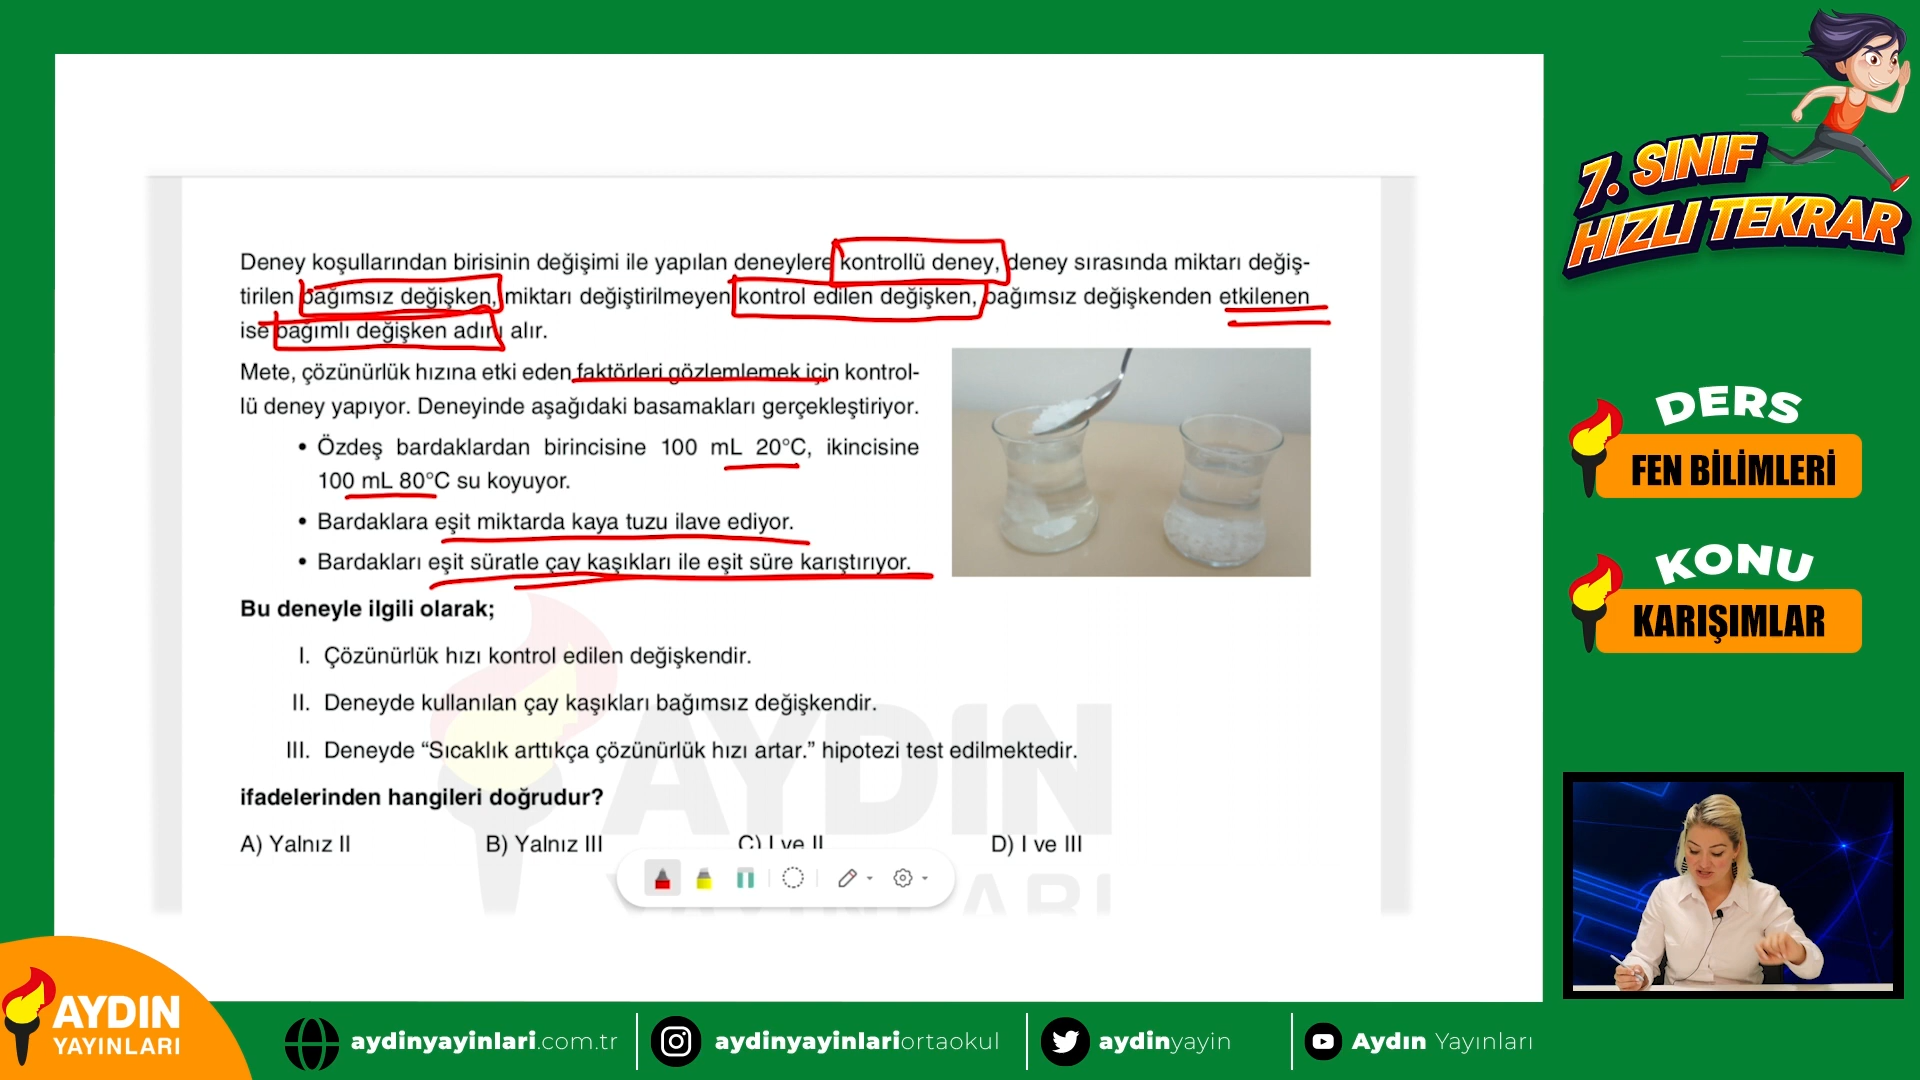 7. SINIF
HIZLI TEKRAR
Deney koşullarından birisinin değişimi ile yapılan deneylere kontrollü deney, deney sırasında miktarı değiş-
tirilen bağımsız değişken, miktarı değiştirilmeyen kontrol edilen değişken, bağımsız değişkenden etkilenen
ise bağımlı değişken adını alır.
Mete, çözünürlük hızına etki eden faktörleri gözlemlemek için kontrol-
lü deney yapıyor. Deneyinde aşağıdaki basamakları gerçekleştiriyor.
• Özdeş bardaklardan birincisine 100 mL 20°C, ikincisine
100 mL 80°C su koyuyor.
• Bardaklara eşit miktarda kaya tuzu ilave ediyor.
• Bardakları eşit süratle çay kaşıkları ile eşit süre karıştırıyor.
Bu deneyle ilgili olarak;
I. Çözünürlük hızı kontrol edilen değişkendir.
II. Deneyde kullanılan çay kaşıkları bağımsız değişkendir.
III. Deneyde “Sıcaklık arttıkça çözünürlük hızı artar.” hipotezi test edilmektedir.
ifadelerinden hangileri doğrudur?
A) Yalnız II B) Yalnız III C) I ve II D) I ve III
AYDIN
YAYINLARI
DERS
FEN BİLİMLERİ
KONU
KARIŞIMLAR
AYDIN
YAYINLARI
aydinyayinlari.com.tr
aydinyayinlariortaokul
aydinyayin
Aydın Yayınları